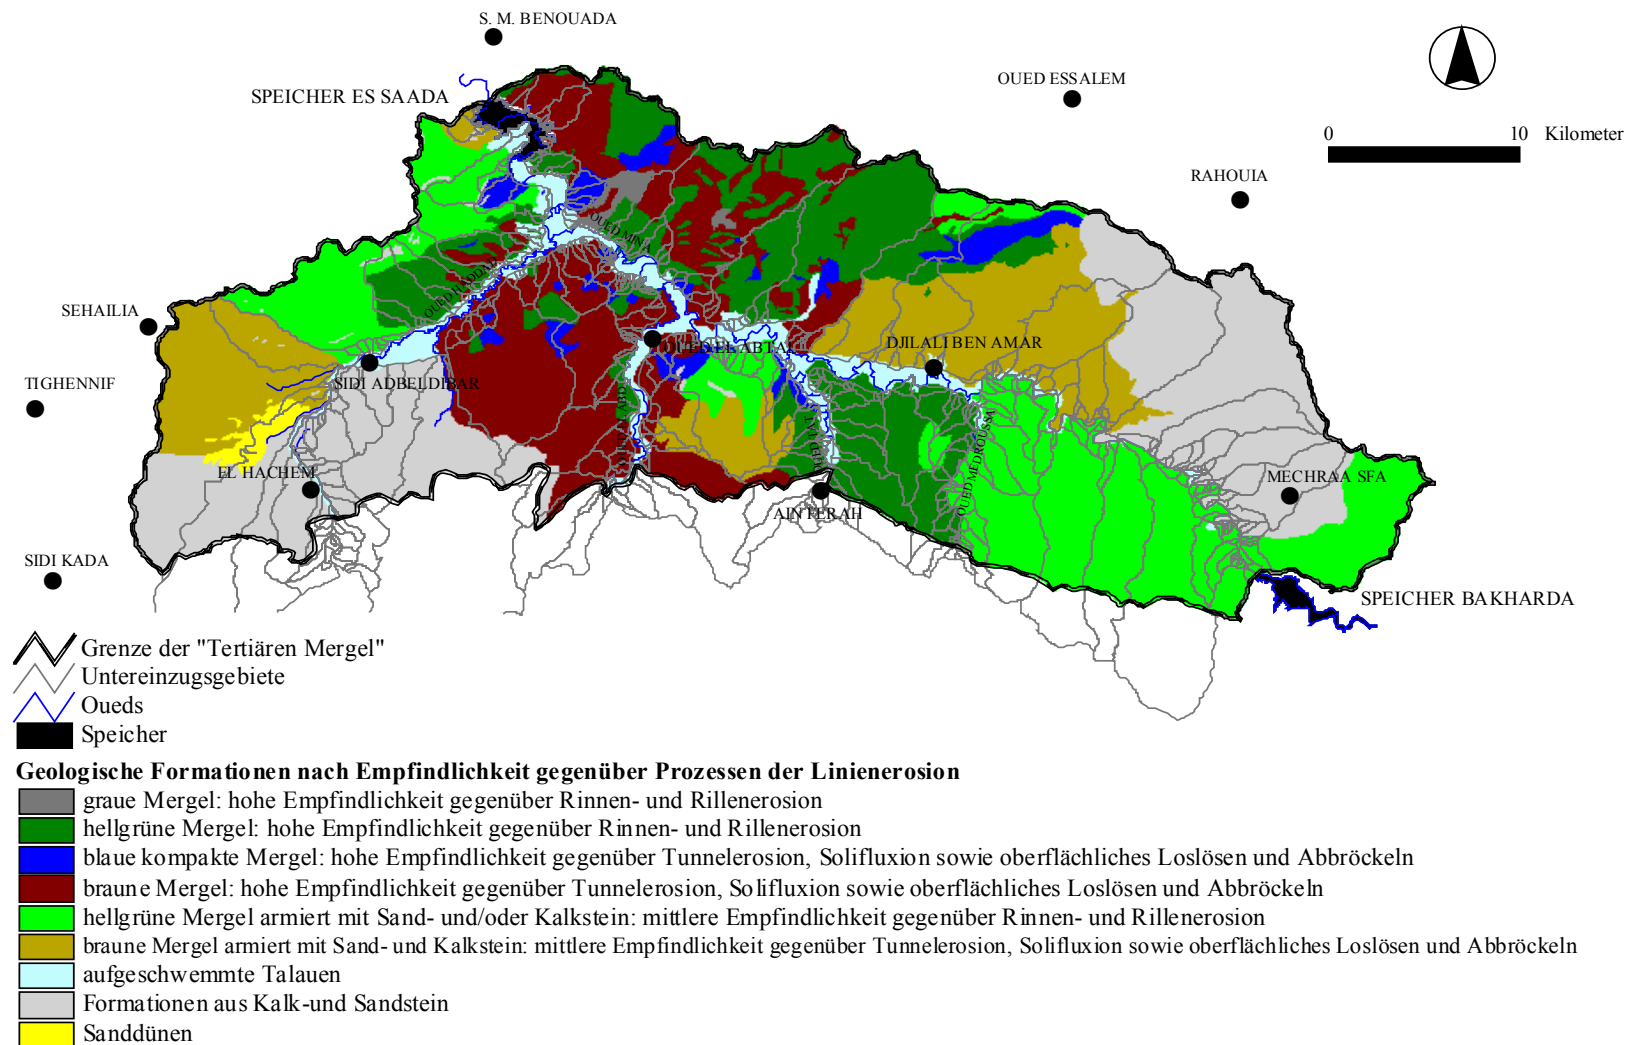 S. M. BENOUADA
OUED ESSALEM
SPEICHER ES SAADA
0 10 Kilometer
RAHOUIA
OUED MINA
OUED HADDAD
SEHAILIA
DJILALI BEN AMAR
OUED EL ABTAL
TIGHENNIF
SIDI ADBELDIBAR
OUED MEDROUSSA
EL HACHEM
MECHRAA SFA
AIN FERAH
SIDI KADA
SPEICHER BAKHARDA
Grenze der "Tertiären Mergel"
Untereinzugsgebiete
Oueds
Speicher
Geologische Formationen nach Empfindlichkeit gegenüber Prozessen der Linienerosion
graue Mergel: hohe Empfindlichkeit gegenüber Rinnen- und Rillenerosion
hellgrüne Mergel: hohe Empfindlichkeit gegenüber Rinnen- und Rillenerosion
blaue kompakte Mergel: hohe Empfindlichkeit gegenüber Tunnelerosion, Solifluxion sowie oberflächliches Loslösen und Abbröckeln
braune Mergel: hohe Empfindlichkeit gegenüber Tunnelerosion, Solifluxion sowie oberflächliches Loslösen und Abbröckeln
hellgrüne Mergel armiert mit Sand- und/oder Kalkstein: mittlere Empfindlichkeit gegenüber Rinnen- und Rillenerosion
braune Mergel armiert mit Sand- und Kalkstein: mittlere Empfindlichkeit gegenüber Tunnelerosion, Solifluxion sowie oberflächliches Loslösen und Abbröckeln
aufgeschwemmte Talauen
Formationen aus Kalk-und Sandstein
Sanddünen